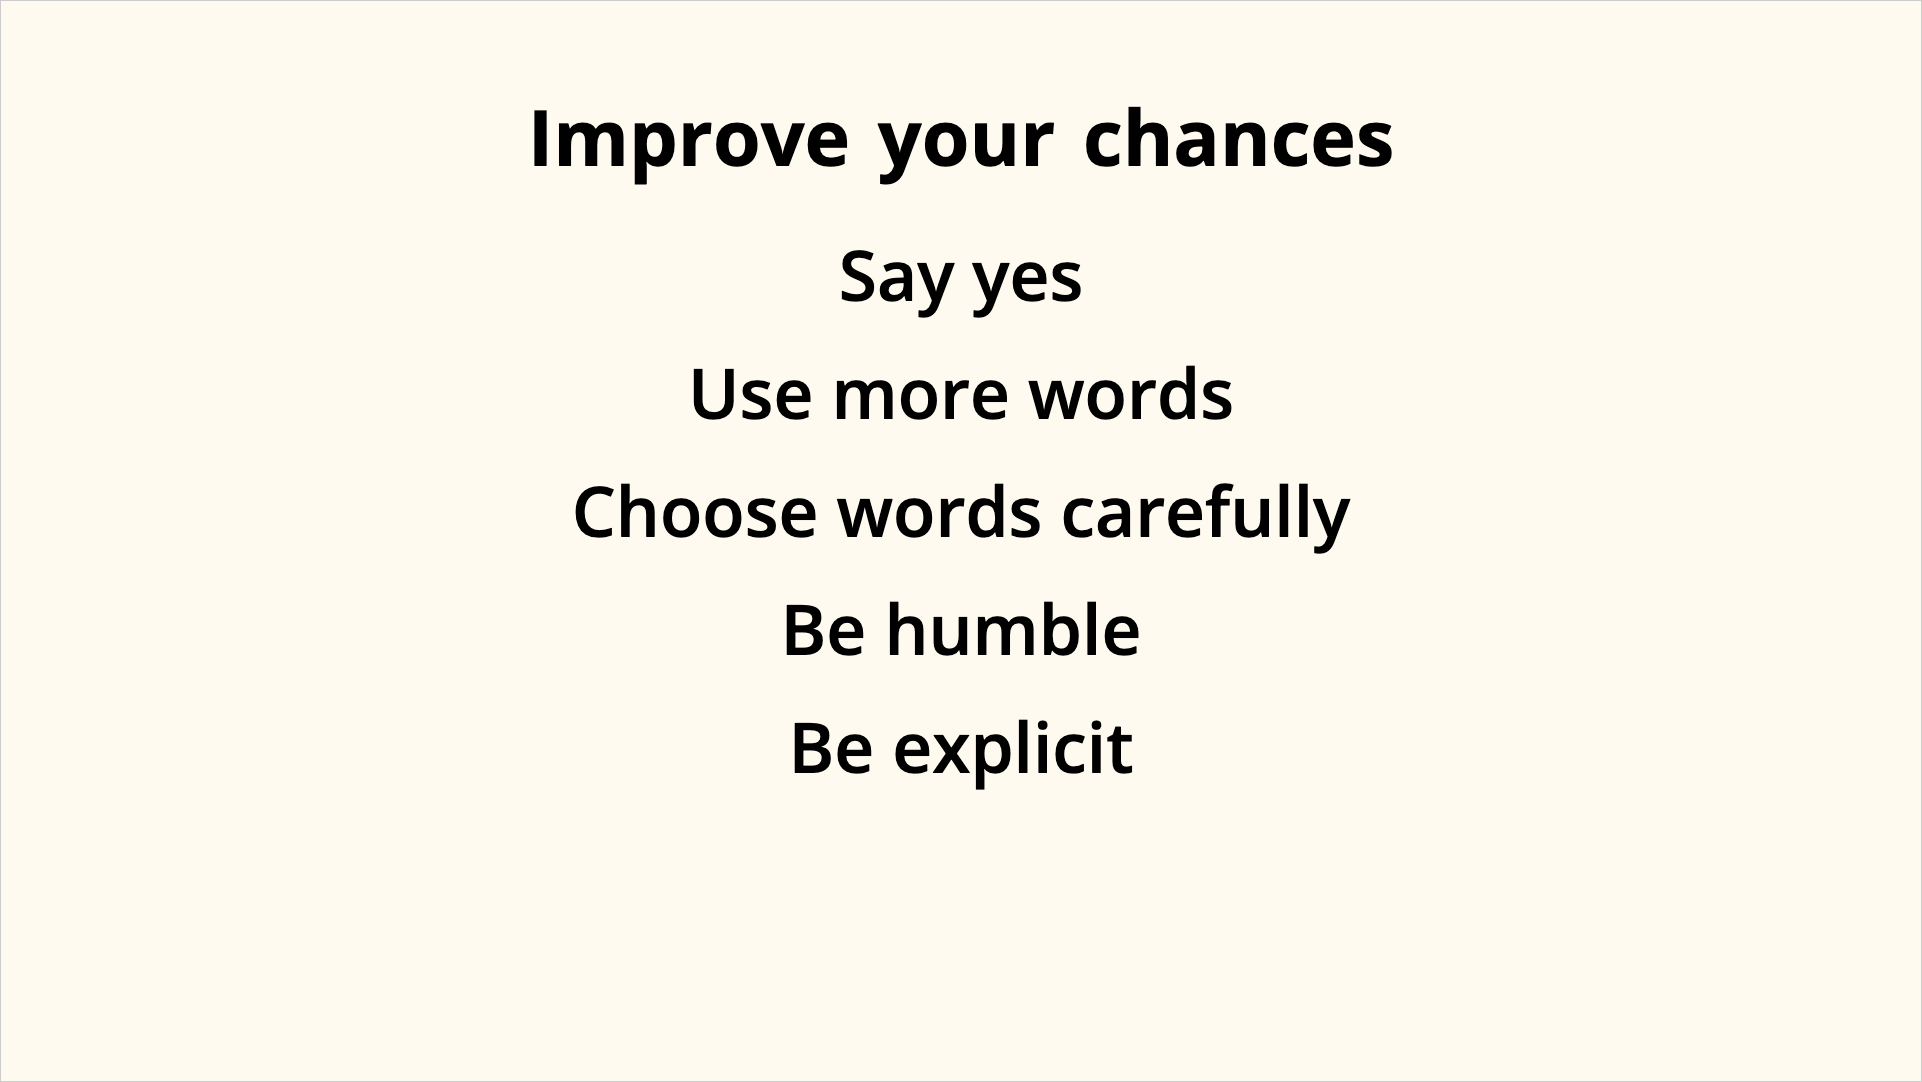 Improve your chances
Say yes
Use more words
Choose words carefully
Be humble
Be explicit